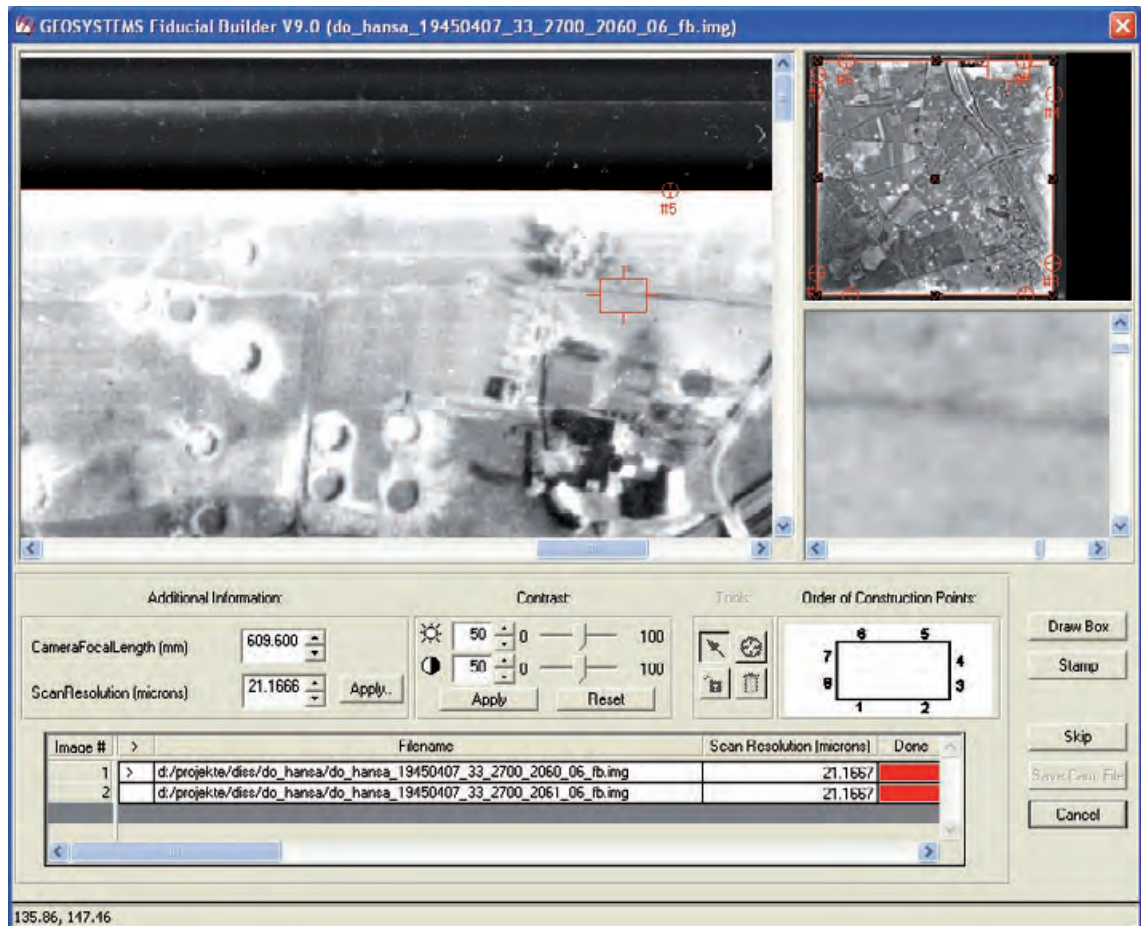 GEOSYSTEMS Fiducial Builder V9.0 (do_hansa_19450407_33_2700_2060_06_fb.img)
#5
#4
Additional Information:
CameraFocalLength (mm)
609.600
ScanResolution (microns)
21.1666
Apply..
Contrast:
50
0
100
50
0
100
Apply
Reset
Tools:
Order of Construction Points:
6
5
7
4
8
3
1
2
Draw Box
Stamp
Skip
Save Cam. File
Cancel
Image # > Filename Scan Resolution (microns) Done
1 > d:/projekte/diss/do_hansa/do_hansa_19450407_33_2700_2060_06_fb.img 21.1667
2 d:/projekte/diss/do_hansa/do_hansa_19450407_33_2700_2061_06_fb.img 21.1667
135.86, 147.46